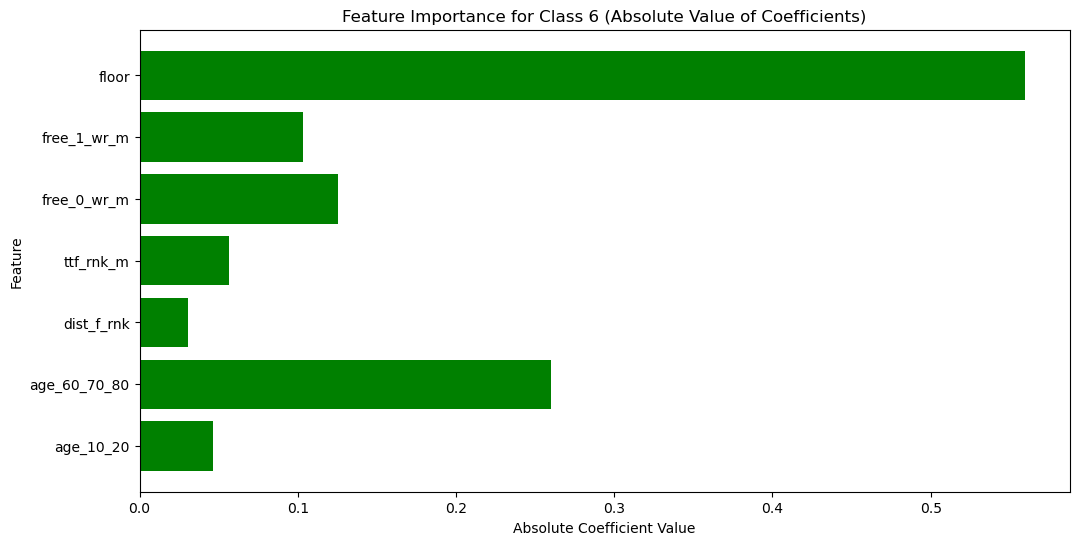 Feature Importance for Class 6 (Absolute Value of Coefficients)
Feature
floor
free_1_wr_m
free_0_wr_m
ttf_rnk_m
dist_f_rnk
age_60_70_80
age_10_20
0.0 0.1 0.2 0.3 0.4 0.5
Absolute Coefficient Value